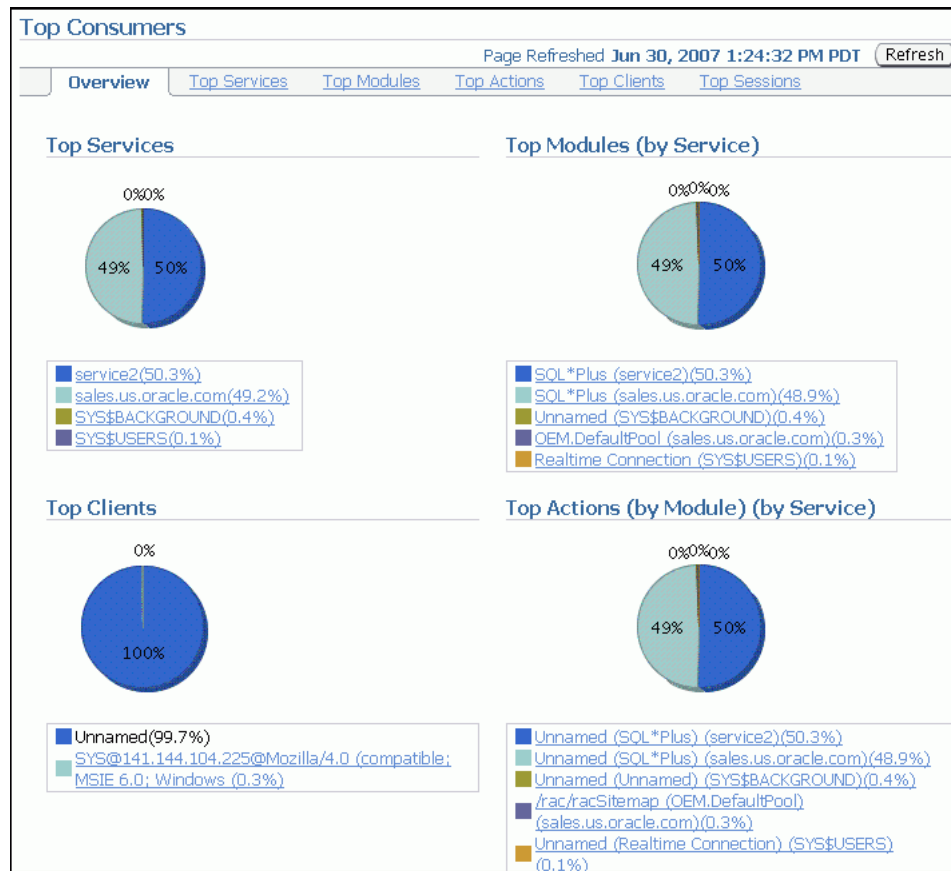 Top Consumers
Page Refreshed Jun 30, 2007 1:24:32 PM PDT Refresh
Overview Top Services Top Modules Top Actions Top Clients Top Sessions
Top Services
0%0%
49% 50%
service2(50.3%)
sales.us.oracle.com(49.2%)
SYS$BACKGROUND(0.4%)
SYS$USERS(0.1%)
Top Modules (by Service)
0%0%0%
49% 50%
SQL*Plus (service2)(50.3%)
SQL*Plus (sales.us.oracle.com)(48.9%)
Unnamed (SYS$BACKGROUND)(0.4%)
OEM.DefaultPool (sales.us.oracle.com)(0.3%)
Realtime Connection (SYS$USERS)(0.1%)
Top Clients
0%
100%
Unnamed(99.7%)
SYS@141.144.104.225@Mozilla/4.0 (compatible;
MSIE 6.0; Windows (0.3%)
Top Actions (by Module) (by Service)
0%0%0%
49% 50%
Unnamed (SQL*Plus) (service2)(50.3%)
Unnamed (SQL*Plus) (sales.us.oracle.com)(48.9%)
Unnamed (Unnamed) (SYS$BACKGROUND)(0.4%)
/rac/racSitemap (OEM.DefaultPool)
(sales.us.oracle.com)(0.3%)
Unnamed (Realtime Connection) (SYS$USERS)
(0.1%)